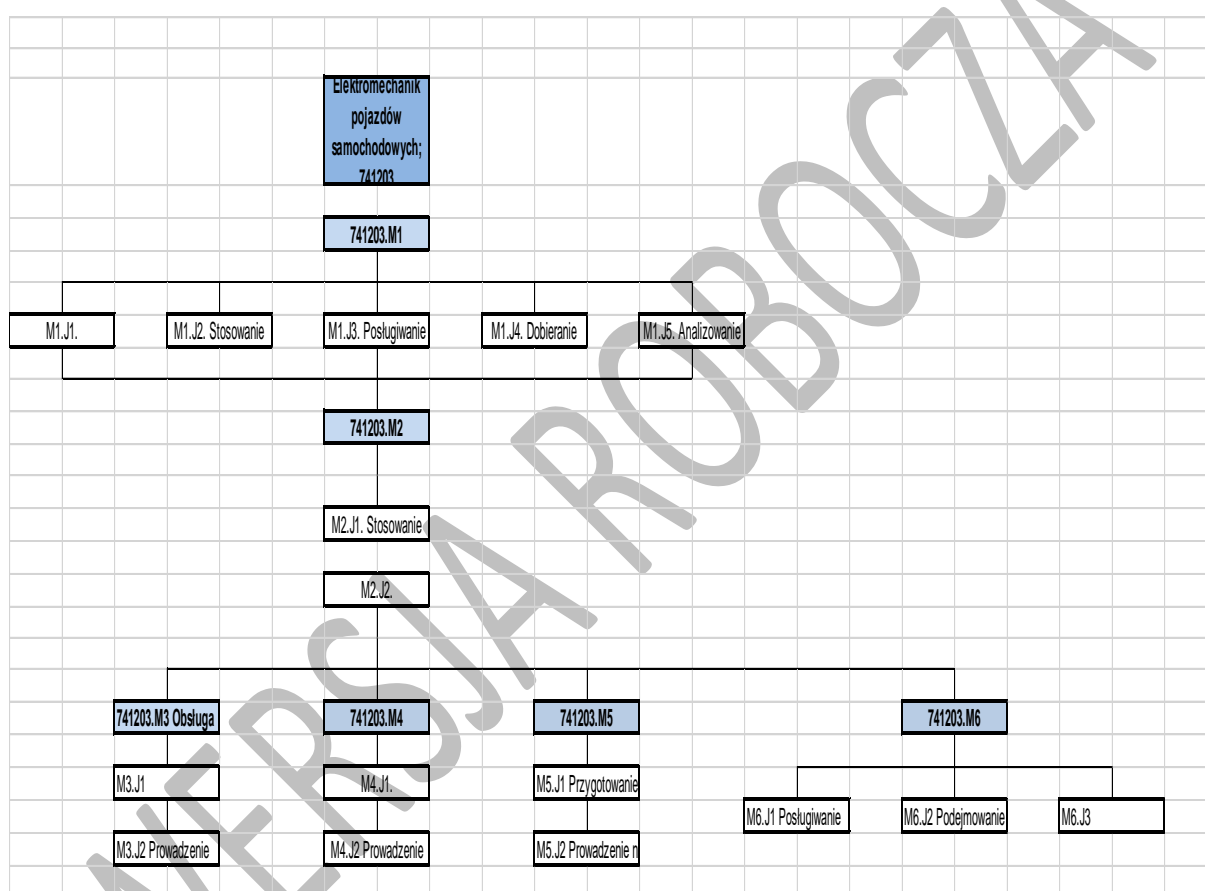 Elektromechanik
pojazdów
samochodowych;
741203
741203.M1
M1.J1.
M1.J2. Stosowanie
M1.J3. Posługiwanie
M1.J4. Dobieranie
M1.J5. Analizowanie
741203.M2
M2.J1. Stosowanie
M2.J2.
741203.M3 Obsługa
741203.M4
741203.M5
741203.M6
M3.J1
M4.J1.
M5.J1 Przygotowanie
M6.J1 Posługiwanie
M6.J2 Podejmowanie
M6.J3
M3.J2 Prowadzenie
M4.J2 Prowadzenie
M5.J2 Prowadzenie n
WERSJA ROBOCZA